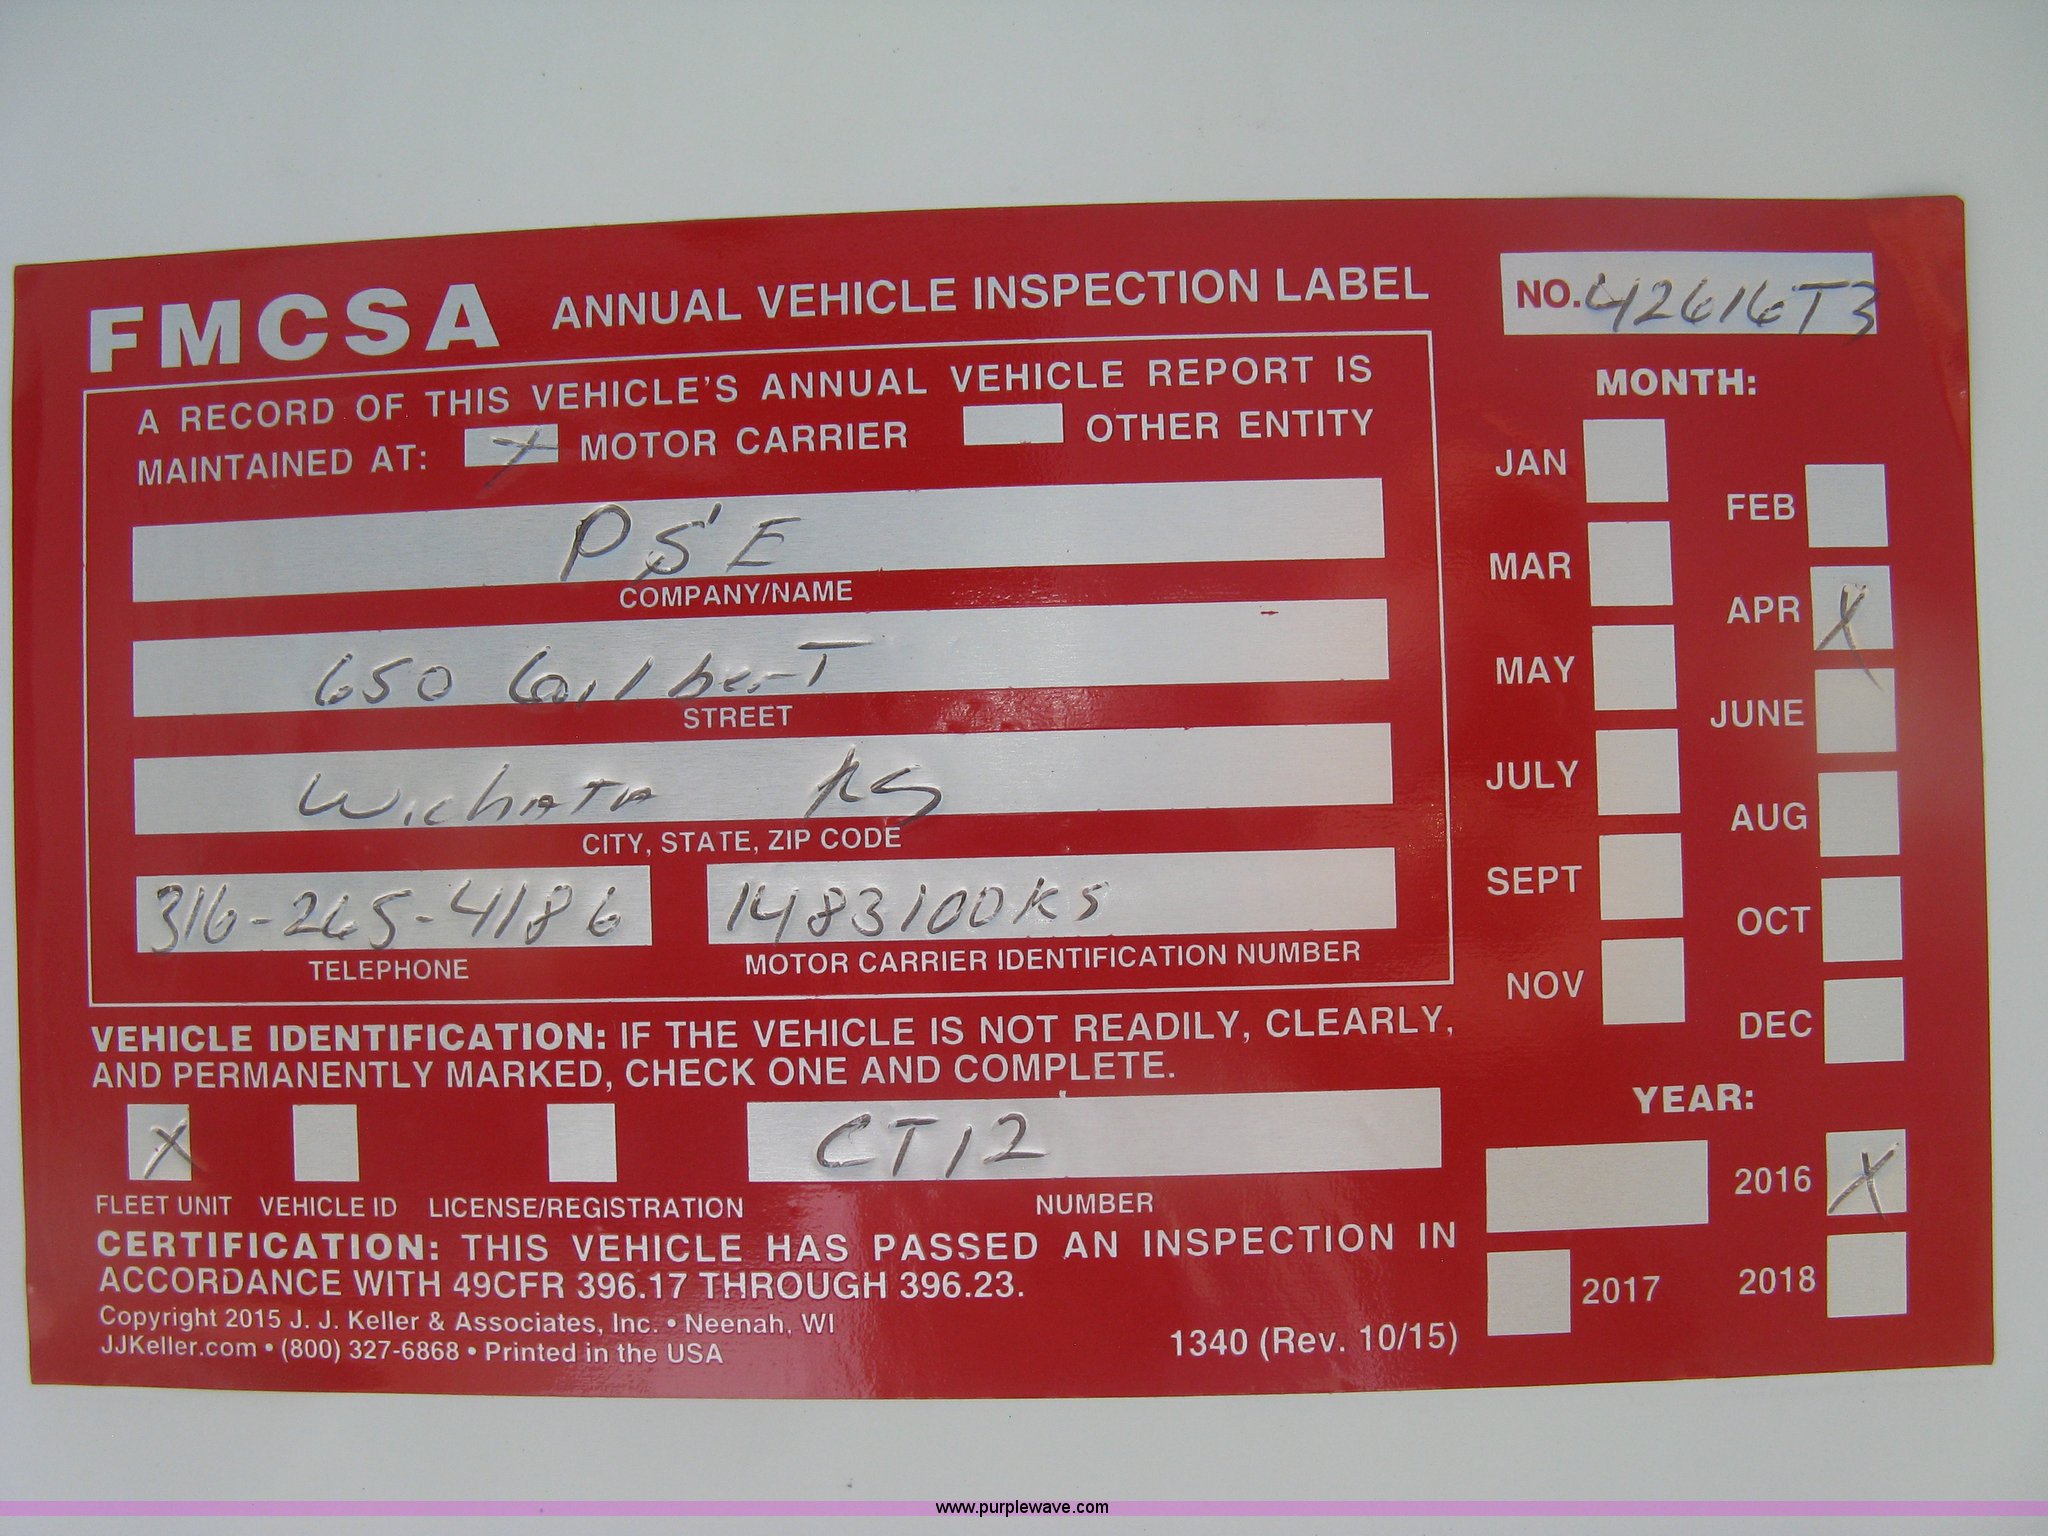 FMCSA ANNUAL VEHICLE INSPECTION LABEL
NO. 42616T3
A RECORD OF THIS VEHICLE'S ANNUAL VEHICLE REPORT IS
MAINTAINED AT: X MOTOR CARRIER OTHER ENTITY
PS'E
COMPANY/NAME
650 Gilbert
STREET
Wichata KS
CITY, STATE, ZIP CODE
316-265-4186 1483100KS
TELEPHONE MOTOR CARRIER IDENTIFICATION NUMBER
VEHICLE IDENTIFICATION: IF THE VEHICLE IS NOT READILY, CLEARLY,
AND PERMANENTLY MARKED, CHECK ONE AND COMPLETE.
X CT12
FLEET UNIT VEHICLE ID LICENSE/REGISTRATION NUMBER
CERTIFICATION: THIS VEHICLE HAS PASSED AN INSPECTION IN
ACCORDANCE WITH 49CFR 396.17 THROUGH 396.23.
Copyright 2015 J. J. Keller & Associates, Inc. • Neenah, WI
JJKeller.com • (800) 327-6868 • Printed in the USA
1340 (Rev. 10/15)
MONTH:
JAN
FEB
MAR
APR X
MAY
JUNE
JULY
AUG
SEPT
OCT
NOV
DEC
YEAR:
2016 X
2017 2018
www.purplewave.com